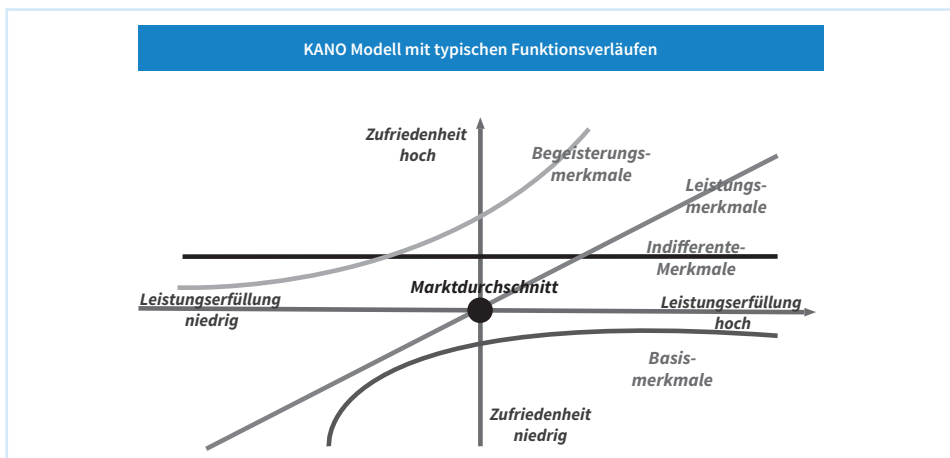 KANO Modell mit typischen Funktionsverläufen
Zufriedenheit
hoch
Begeisterungs-
merkmale
Leistungs-
merkmale
Indifferente-
Merkmale
Marktdurchschnitt
Leistungserfüllung
niedrig
Leistungserfüllung
hoch
Basis-
merkmale
Zufriedenheit
niedrig